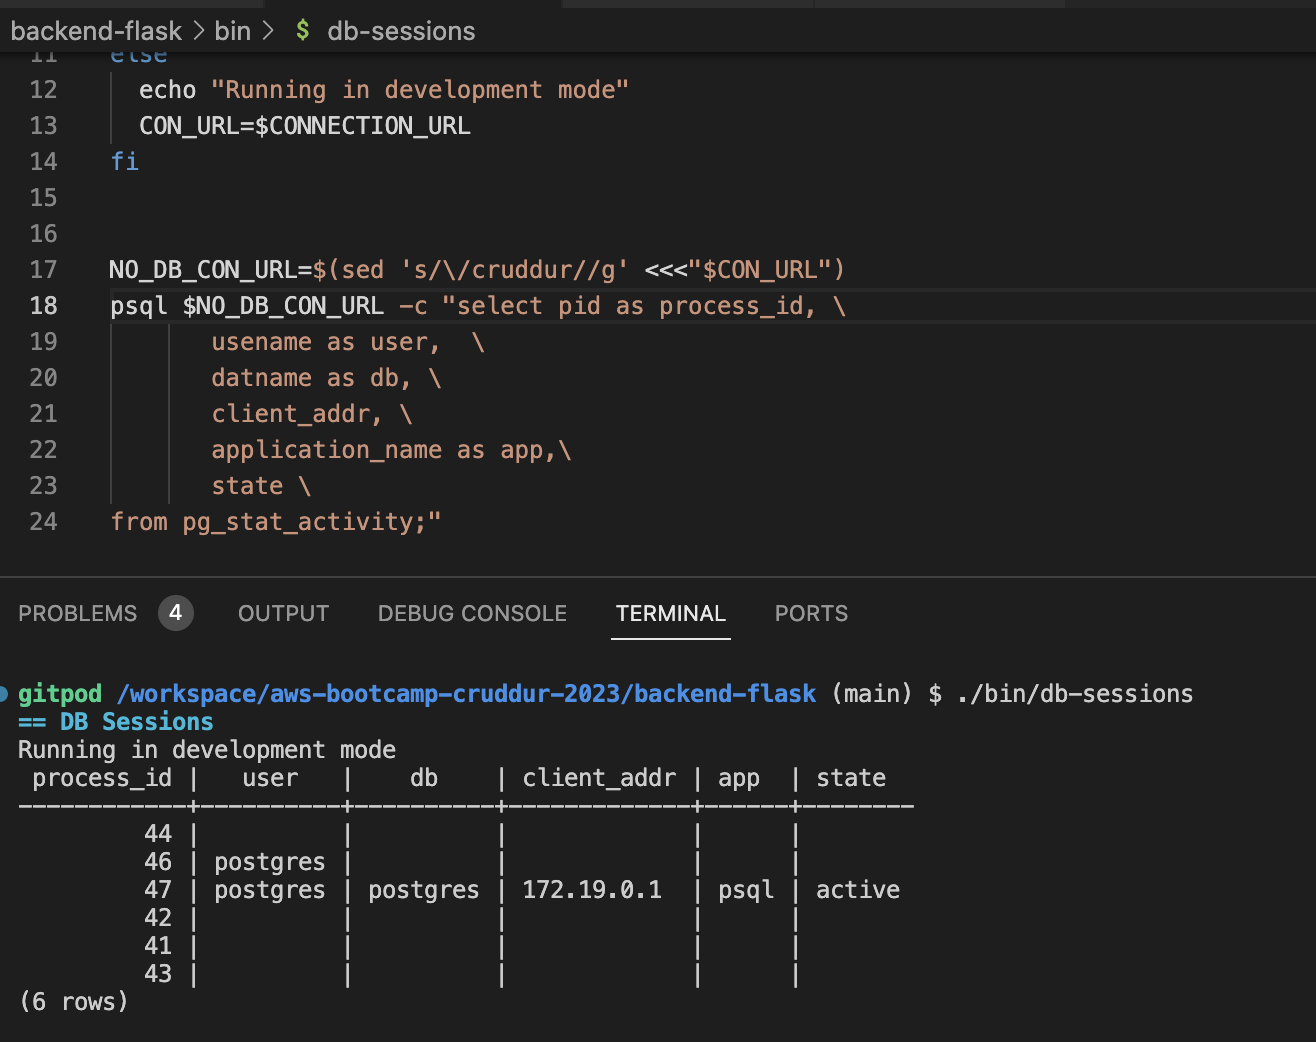 backend-flask > bin > $ db-sessions
11 else
12 echo "Running in development mode"
13 CON_URL=$CONNECTION_URL
14 fi
15
16
17 NO_DB_CON_URL=$(sed 's/\/cruddur//g' <<<"$CON_URL")
18 psql $NO_DB_CON_URL -c "select pid as process_id, \
19 usename as user,  \
20 datname as db, \
21 client_addr, \
22 application_name as app,\
23 state \
24 from pg_stat_activity;"
PROBLEMS 4 OUTPUT DEBUG CONSOLE TERMINAL PORTS
gitpod /workspace/aws-bootcamp-cruddur-2023/backend-flask (main) $ ./bin/db-sessions
== DB Sessions
Running in development mode
process_id | user | db | client_addr | app | state
------------+----------+----------+-------------+------+--------
44 | | | | |
46 | postgres | | | |
47 | postgres | postgres | 172.19.0.1 | psql | active
42 | | | | |
41 | | | | |
43 | | | | |
(6 rows)